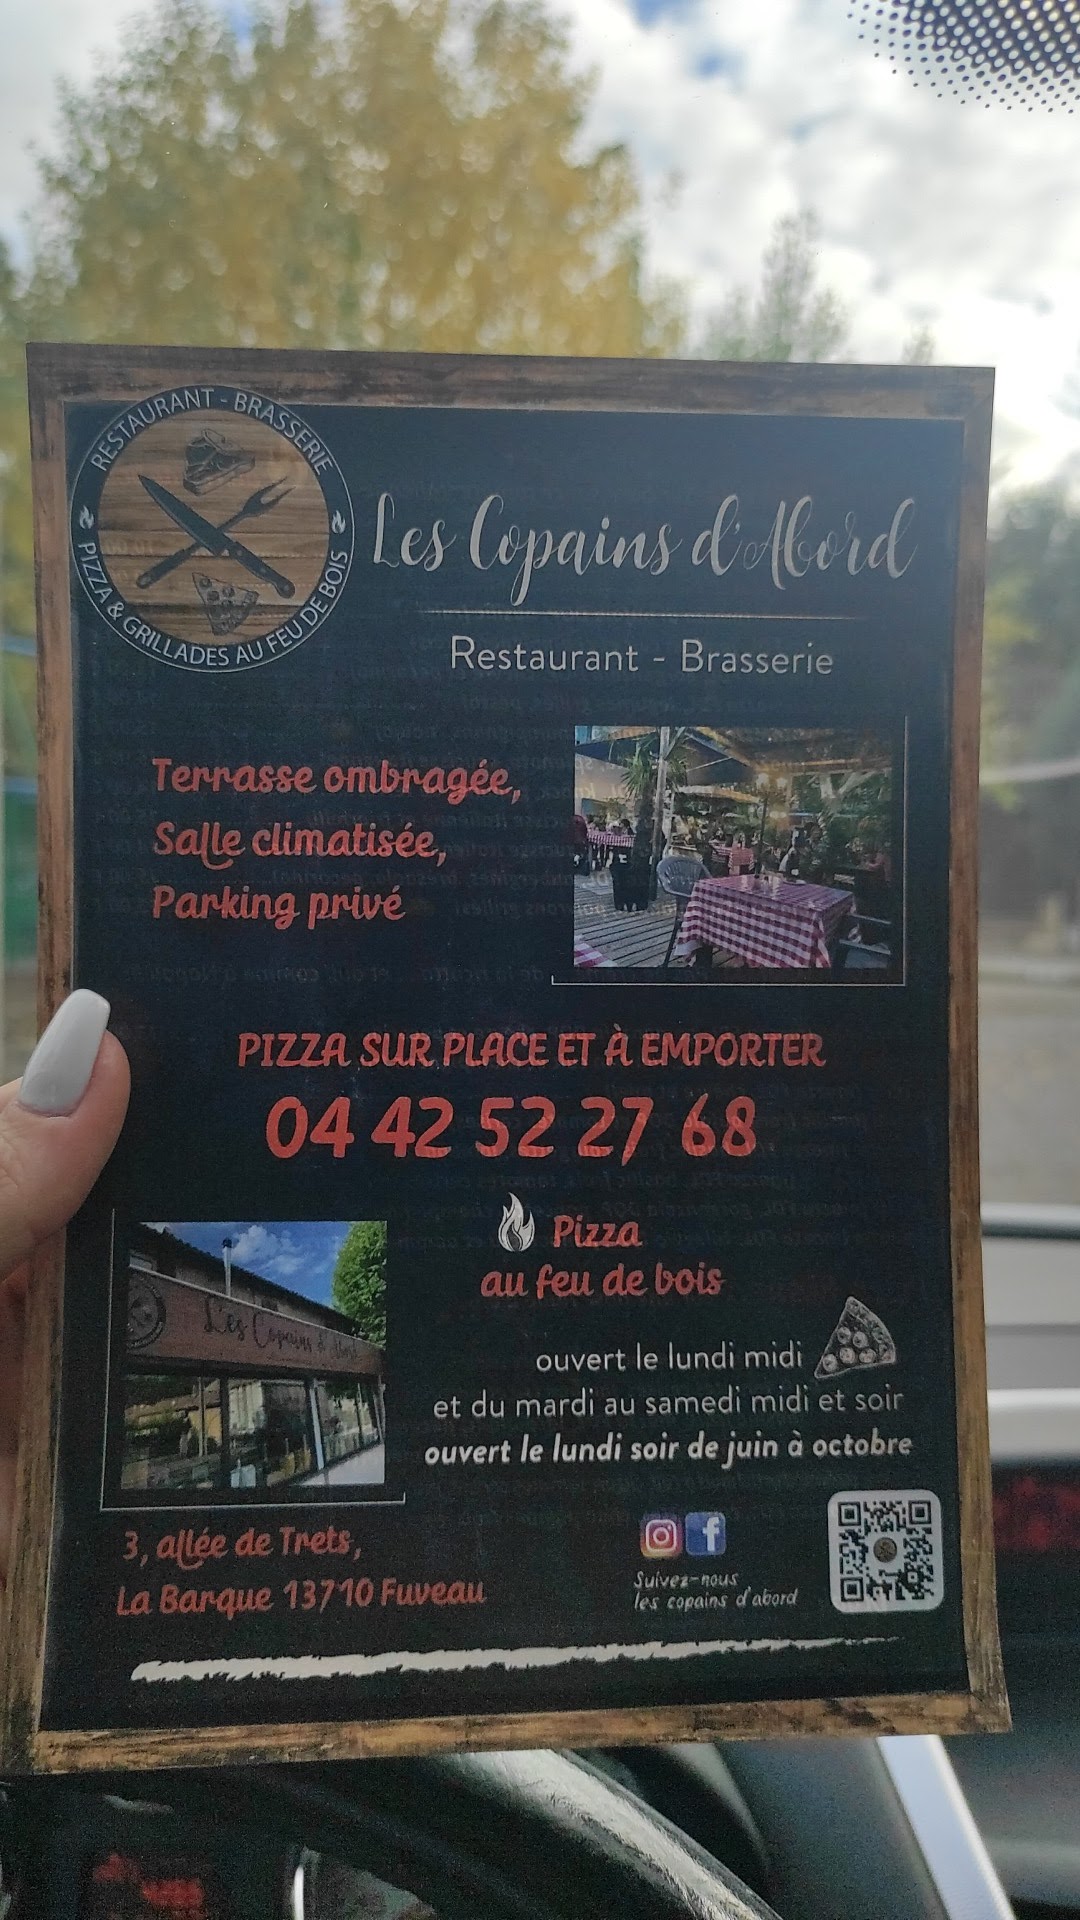 RESTAURANT - BRASSERIE
PIZZA & GRILLADES AU FEU DE BOIS
Les Copains d'Abord
Restaurant - Brasserie
Terrasse ombragée,
Salle climatisée,
Parking privé
PIZZA SUR PLACE ET À EMPORTER
04 42 52 27 68
Pizza
au feu de bois
Les Copains d'Abord
ouvert le lundi midi
et du mardi au samedi midi et soir
ouvert le lundi soir de juin à octobre
3, allée de Trets,
La Barque 13710 Fuveau
Suivez-nous
les copains d'abord